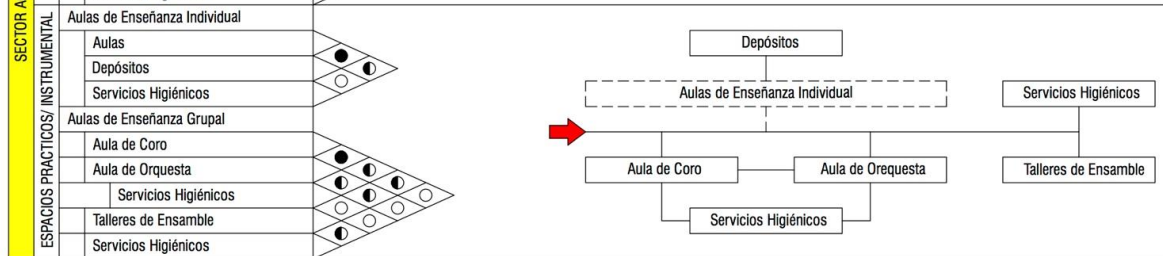 SECTOR A
ESPACIOS PRACTICOS/ INSTRUMENTAL
Aulas de Enseñanza Individual
Aulas
Depósitos
Servicios Higiénicos
Aulas de Enseñanza Grupal
Aula de Coro
Aula de Orquesta
Servicios Higiénicos
Talleres de Ensamble
Servicios Higiénicos
Depósitos
Aulas de Enseñanza Individual
Servicios Higiénicos
Aula de Coro
Aula de Orequesta
Talleres de Ensamble
Servicios Higiénicos